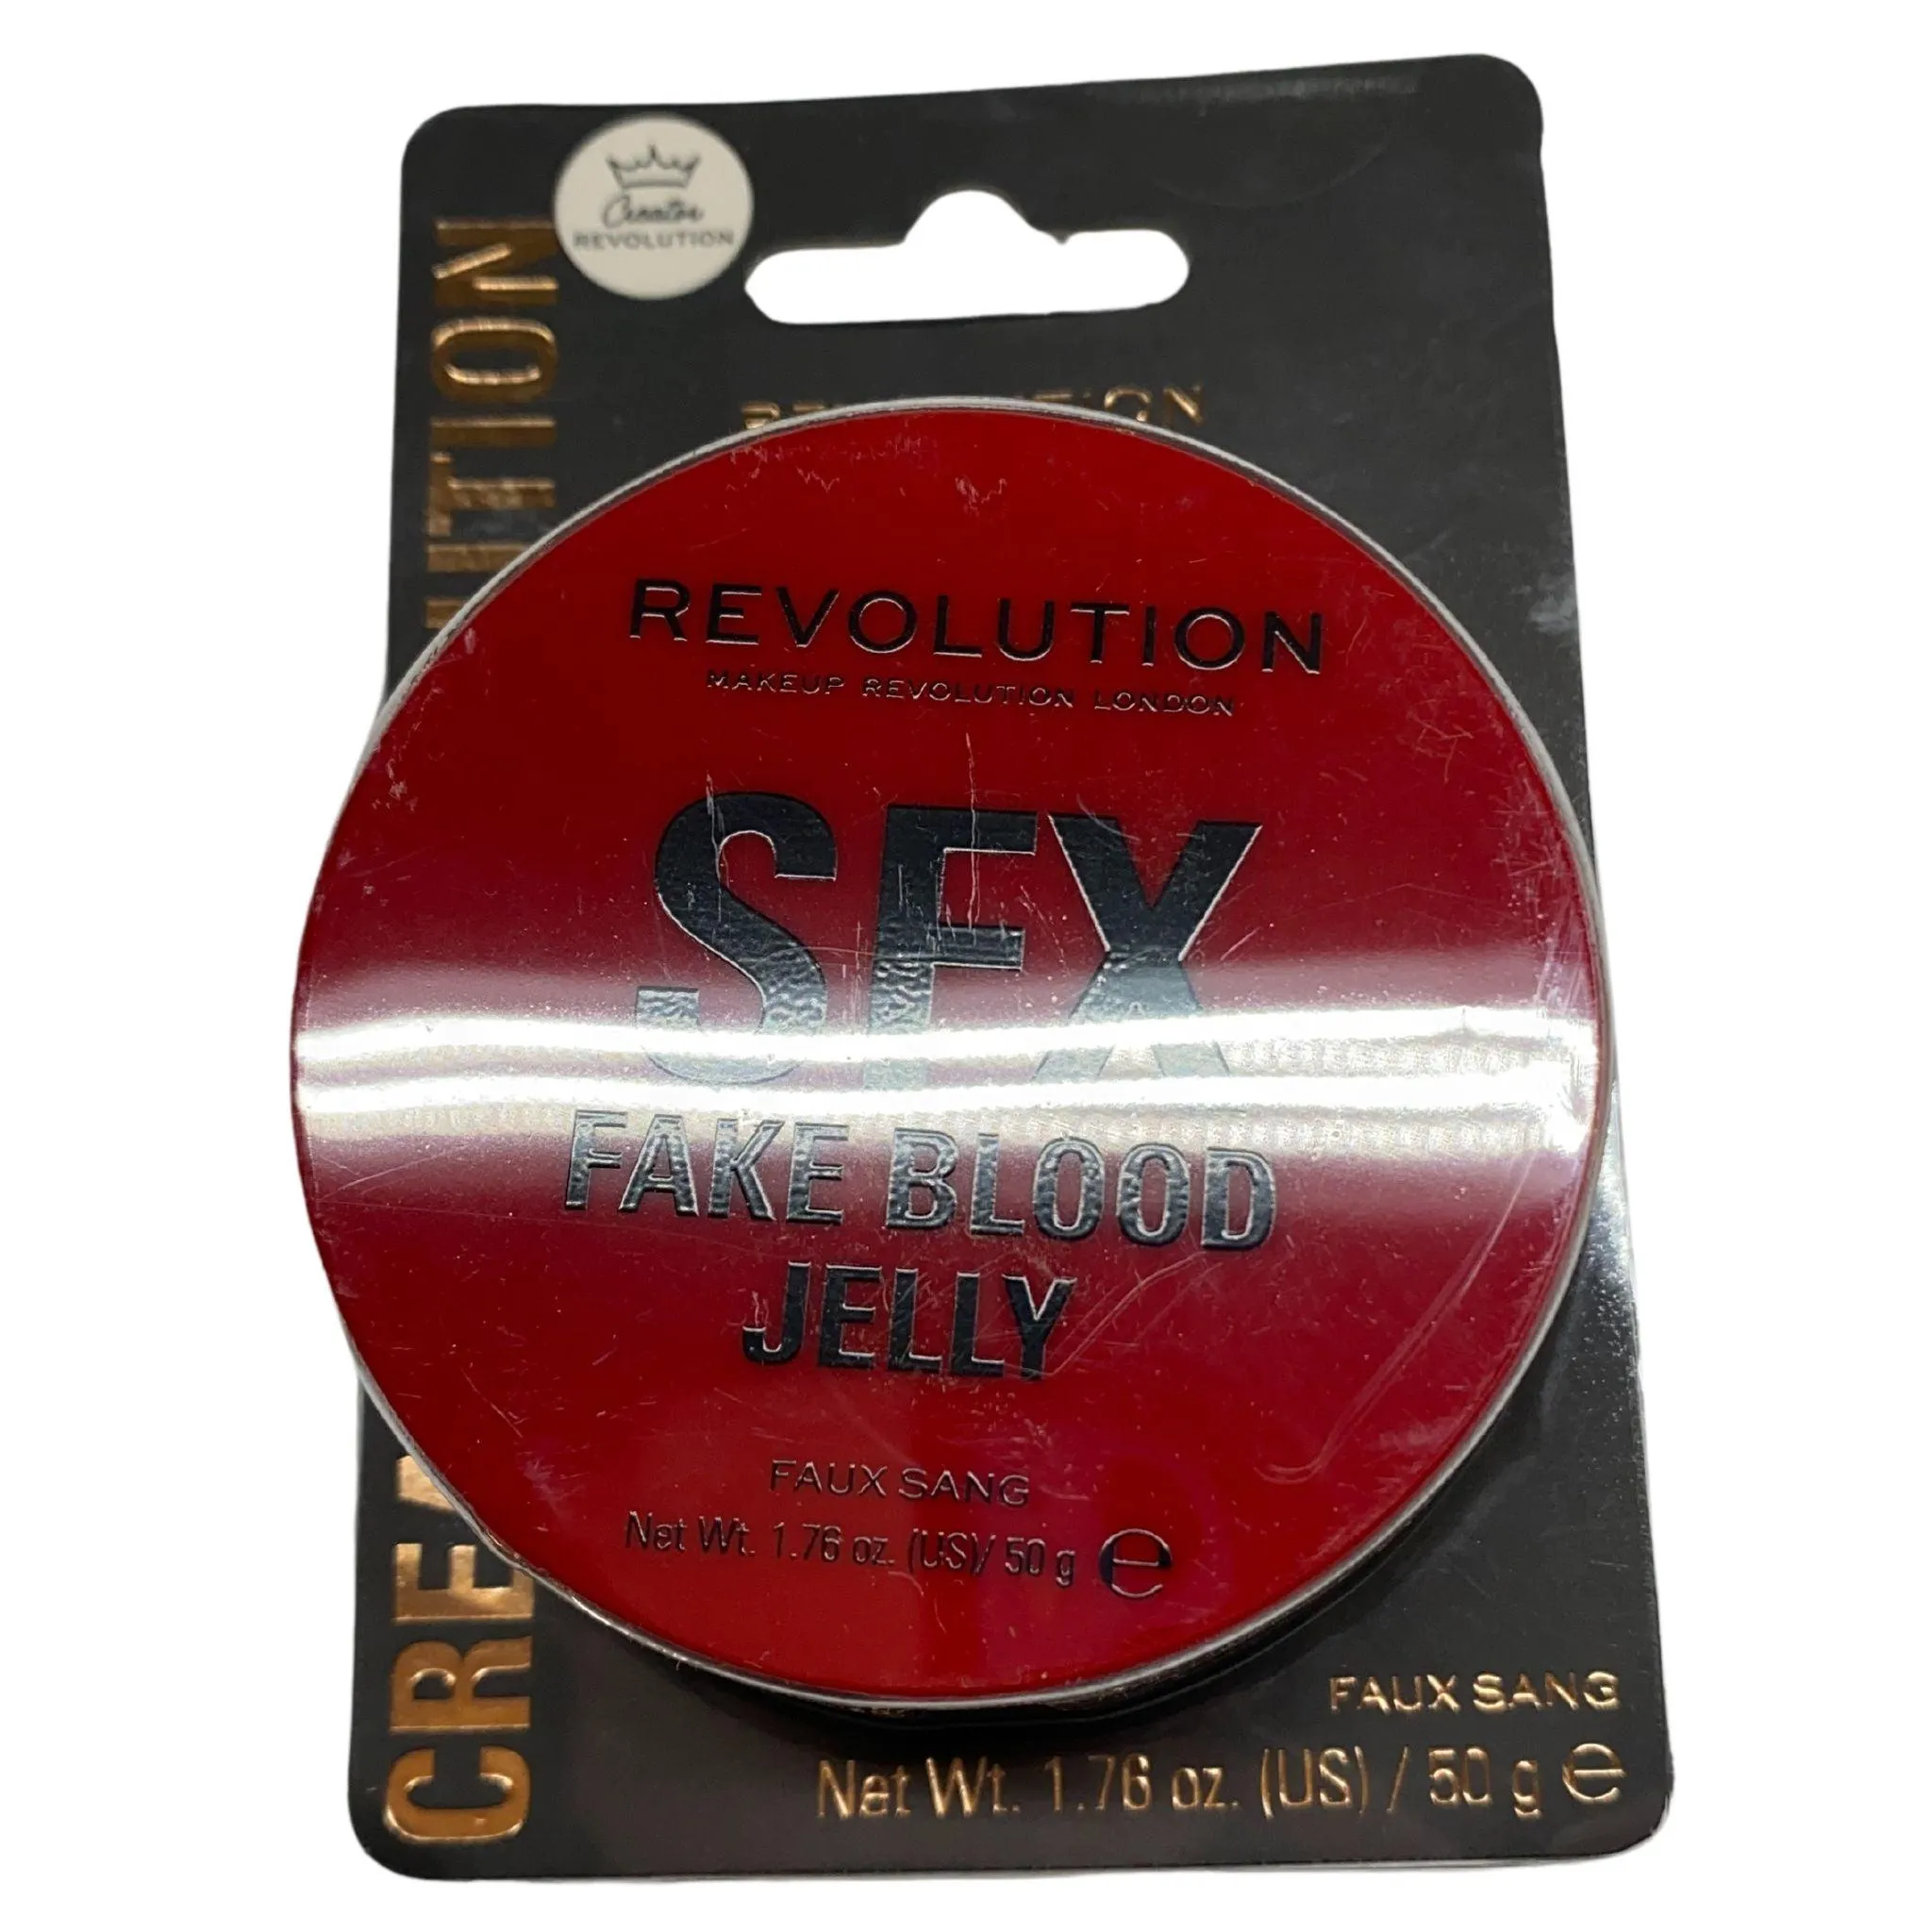 Creator
REVOLUTION
REVOLUTION
MAKEUP REVOLUTION LONDON
SFX
FAKE BLOOD
JELLY
FAUX SANG
Net Wt. 1.76 oz. (US)/ 50 g e
FAUX SANG
Net Wt. 1.76 oz. (US) / 50 g e